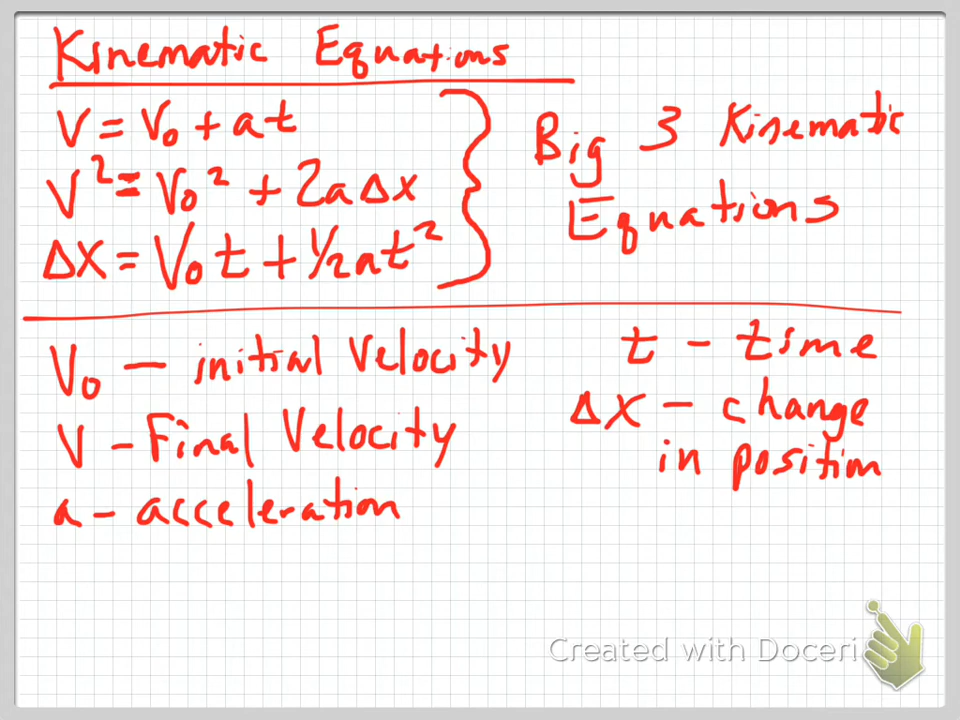 Kinematic Equations
V = V₀ + at
V² = V₀² + 2aΔx
Δx = V₀t + 1/2at²
Big 3 Kinematic
Equations
V₀ – initial Velocity
V – Final Velocity
a – acceleration
t – time
Δx – change
in position
Created with Doceri